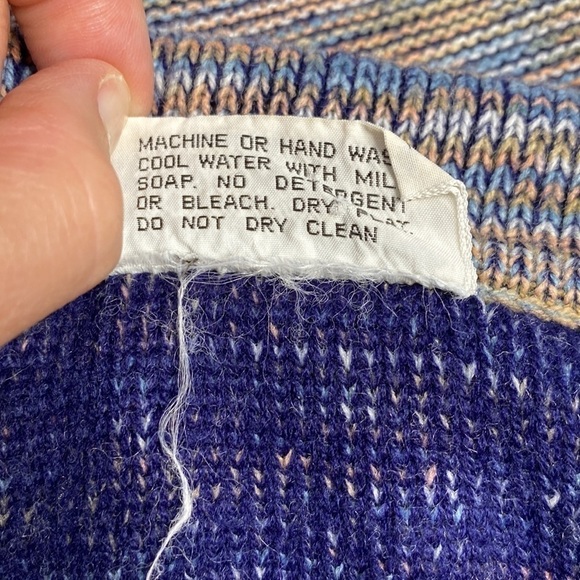 MACHINE OR HAND WAS
COOL WATER WITH MIL
SOAP. NO DETERGENT
OR BLEACH. DRY
DO NOT DRY CLEAN